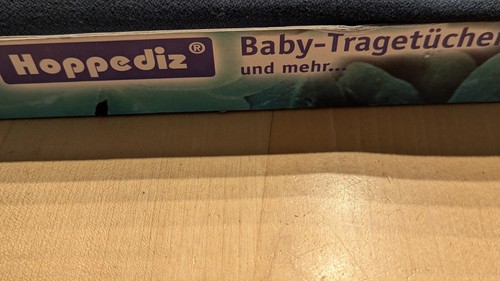 Hoppediz®
Baby-Tragetücher
und mehr...